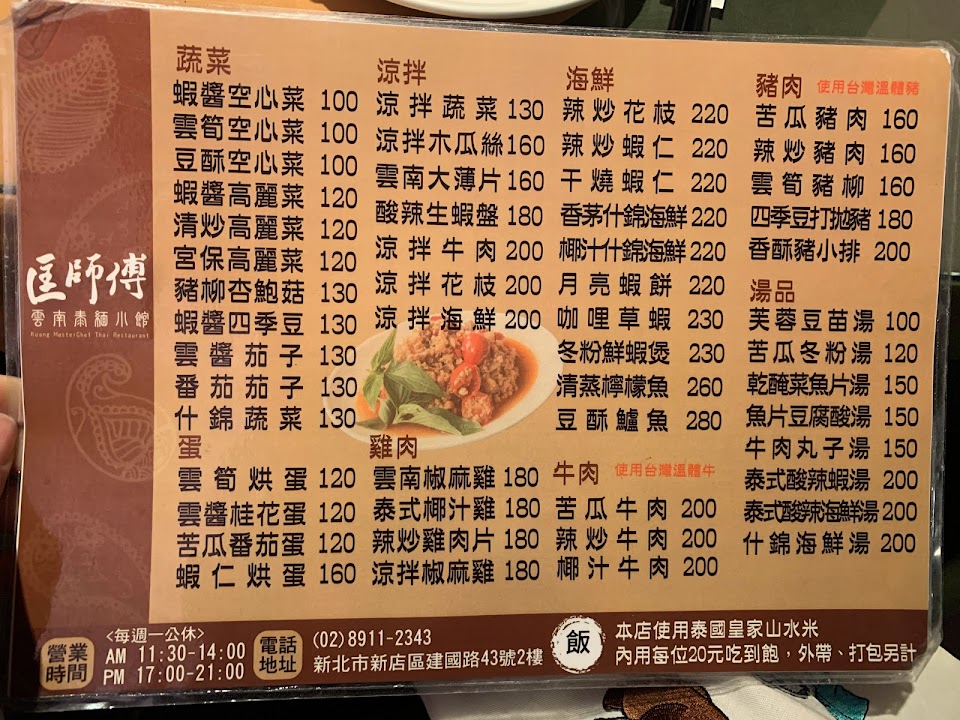 匡師傅
雲南泰緬小館
Kuang MasterChef Thai Restaurant
蔬菜
蝦醬空心菜 100
雲筍空心菜 100
豆酥空心菜 100
蝦醬高麗菜 120
清炒高麗菜 120
宮保高麗菜 120
豬柳杏鮑菇 130
蝦醬四季豆 130
雲醬茄子 130
番茄茄子 130
什錦蔬菜 130
蛋
雲筍烘蛋 120
雲醬桂花蛋 120
苦瓜番茄蛋 120
蝦仁烘蛋 160
涼拌
涼拌蔬菜 130
涼拌木瓜絲 160
雲南大薄片 160
酸辣生蝦盤 180
涼拌牛肉 200
涼拌花枝 200
涼拌海鮮 200
雞肉
雲南椒麻雞 180
泰式椰汁雞 180
辣炒雞肉片 180
涼拌椒麻雞 180
海鮮
辣炒花枝 220
辣炒蝦仁 220
干燒蝦仁 220
香茅什錦海鮮 220
椰汁什錦海鮮 220
月亮蝦餅 220
咖哩草蝦 230
冬粉鮮蝦煲 230
清蒸檸檬魚 260
豆酥鱸魚 280
牛肉 使用台灣溫體牛
苦瓜牛肉 200
辣炒牛肉 200
椰汁牛肉 200
豬肉 使用台灣溫體豬
苦瓜豬肉 160
辣炒豬肉 160
雲筍豬柳 160
四季豆打拋豬 180
香酥豬小排 200
湯品
芙蓉豆苗湯 100
苦瓜冬粉湯 120
乾醃菜魚片湯 150
魚片豆腐酸湯 150
牛肉丸子湯 150
泰式酸辣蝦湯 200
泰式酸辣海鮮湯 200
什錦海鮮湯 200
營業時間
<每週一公休>
AM 11:30-14:00
PM 17:00-21:00
電話 (02)8911-2343
地址 新北市新店區建國路43號2樓
飯
本店使用泰國皇家山水米
內用每位20元吃到飽，外帶、打包另計